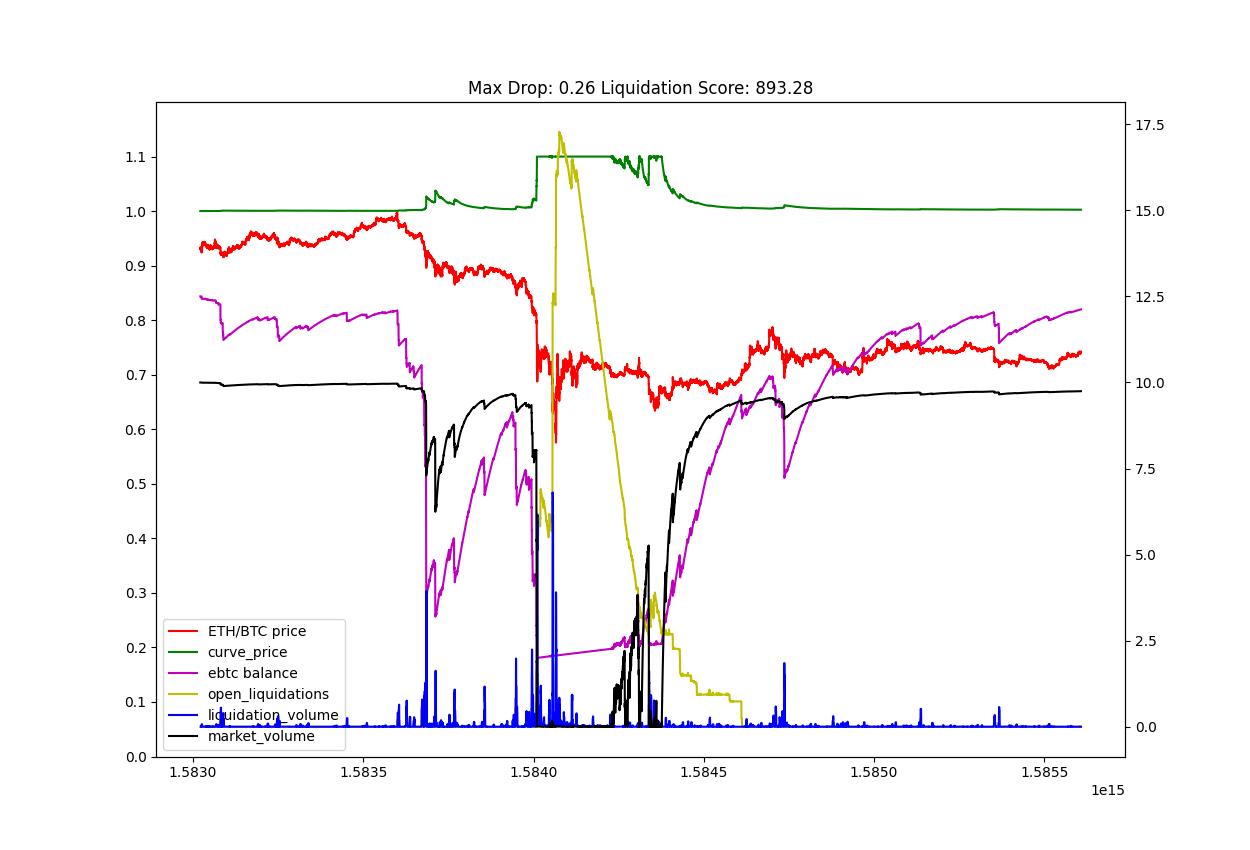 Max Drop: 0.26 Liquidation Score: 893.28
1.1
1.0
0.9
0.8
0.7
0.6
0.5
0.4
0.3
0.2
0.1
0.0
17.5
15.0
12.5
10.0
7.5
5.0
2.5
0.0
ETH/BTC price
curve_price
ebtc balance
open_liquidations
liquidation_volume
market_volume
1.5830 1.5835 1.5840 1.5845 1.5850 1.5855
1e15